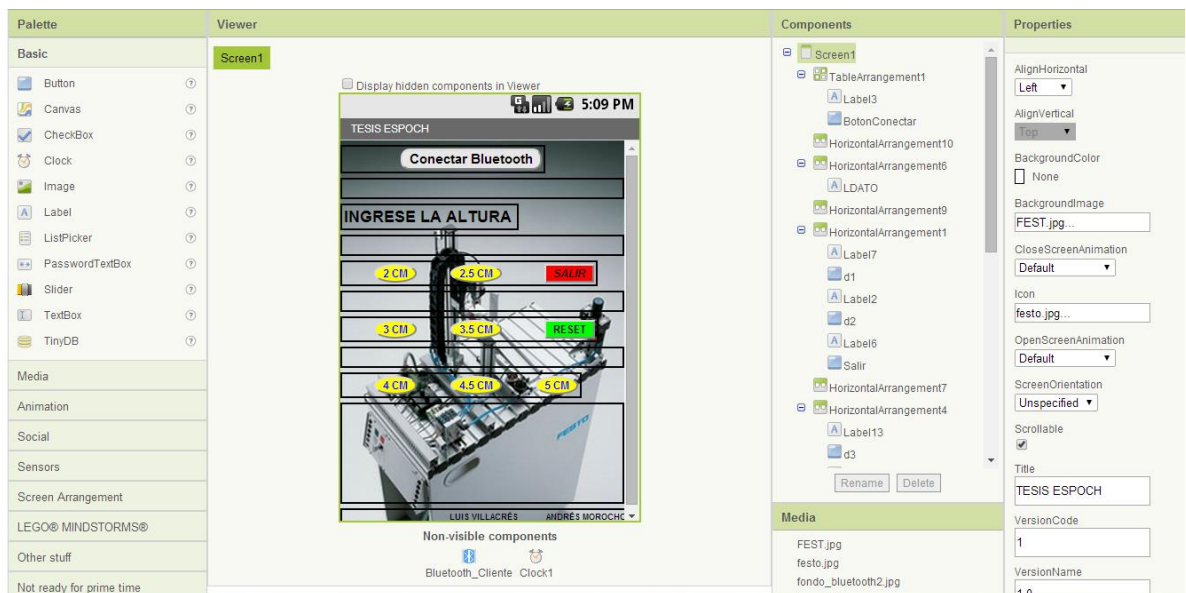 Palette
Viewer
Components
Properties
Basic
Button
Canvas
CheckBox
Clock
Image
Label
ListPicker
PasswordTextBox
Slider
TextBox
TinyDB
Media
Animation
Social
Sensors
Screen Arrangement
LEGO® MINDSTORMS®
Other stuff
Not ready for prime time
Screen1
Display hidden components in Viewer
5:09 PM
TESIS ESPOCH
Conectar Bluetooth
INGRESE LA ALTURA
2 CM 2.5 CM SALIR
3 CM 3.5 CM RESET
4 CM 4.5 CM 5 CM
FESTO
LUIS VILLACRÉS ANDRÉS MOROCHO
Non-visible components
Bluetooth_Cliente Clock1
Screen1
TableArrangement1
Label3
BotonConectar
HorizontalArrangement10
HorizontalArrangement6
LDATO
HorizontalArrangement9
HorizontalArrangement1
Label7
d1
Label2
d2
Label6
Salir
HorizontalArrangement7
HorizontalArrangement4
Label13
d3
Rename Delete
Media
FEST.jpg
festo.jpg
fondo_bluetooth2.jpg
AlignHorizontal
Left
AlignVertical
Top
BackgroundColor
None
BackgroundImage
FEST.jpg...
CloseScreenAnimation
Default
Icon
festo.jpg...
OpenScreenAnimation
Default
ScreenOrientation
Unspecified
Scrollable
Title
TESIS ESPOCH
VersionCode
1
VersionName
1.0